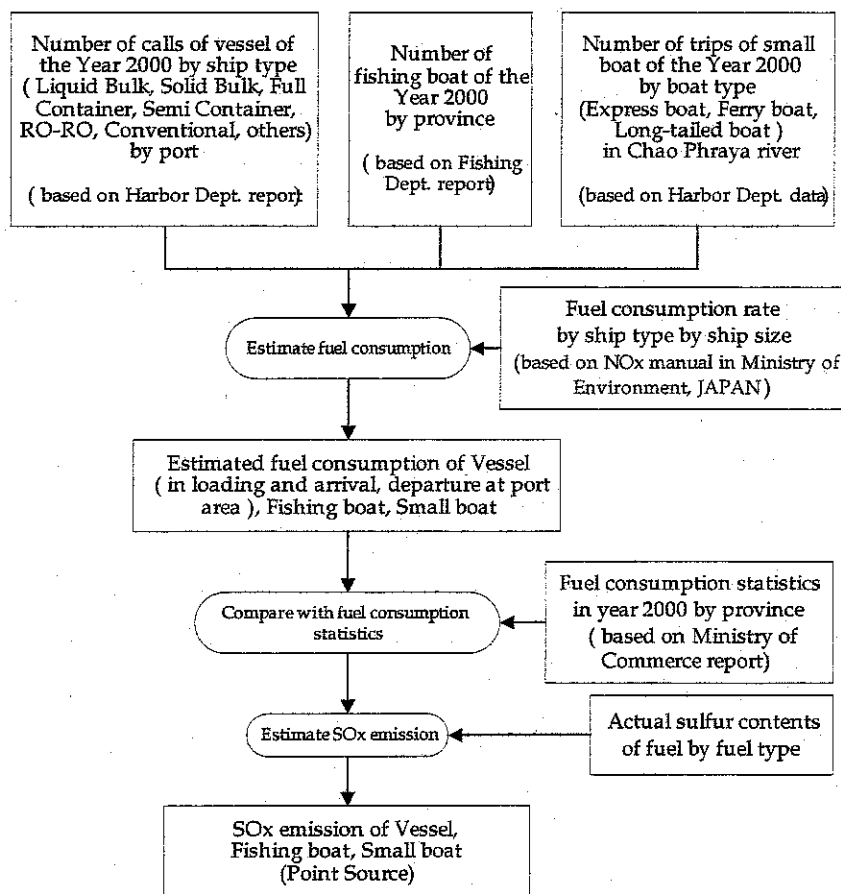 Number of calls of vessel of
the Year 2000 by ship type
( Liquid Bulk, Solid Bulk, Full
Container, Semi Container,
RO-RO, Conventional, others)
by port
( based on Harbor Dept. report)
Number of
fishing boat of the
Year 2000
by province
( based on Fishing
Dept. report)
Number of trips of small
boat of the Year 2000
by boat type
(Express boat, Ferry boat,
Long-tailed boat )
in Chao Phraya river
(based on Harbor Dept. data)
Estimate fuel consumption
Fuel consumption rate
by ship type by ship size
(based on NOx manual in Ministry of
Environment, JAPAN )
Estimated fuel consumption of Vessel
( in loading and arrival, departure at port
area ), Fishing boat, Small boat
Compare with fuel consumption
statistics
Fuel consumption statistics
in year 2000 by province
( based on Ministry of
Commerce report)
Estimate SOx emission
Actual sulfur contents
of fuel by fuel type
SOx emission of Vessel,
Fishing boat, Small boat
(Point Source)